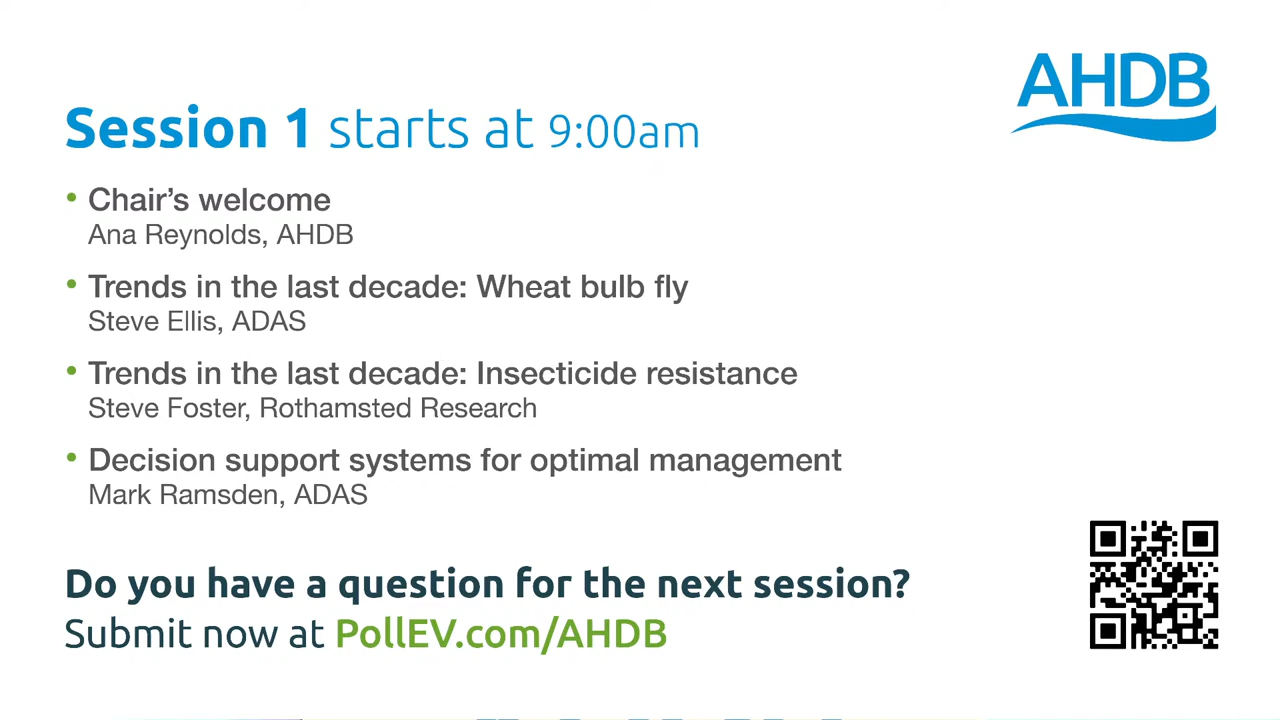 AHDB
Session 1 starts at 9:00am
• Chair’s welcome
Ana Reynolds, AHDB
• Trends in the last decade: Wheat bulb fly
Steve Ellis, ADAS
• Trends in the last decade: Insecticide resistance
Steve Foster, Rothamsted Research
• Decision support systems for optimal management
Mark Ramsden, ADAS
Do you have a question for the next session?
Submit now at PollEV.com/AHDB